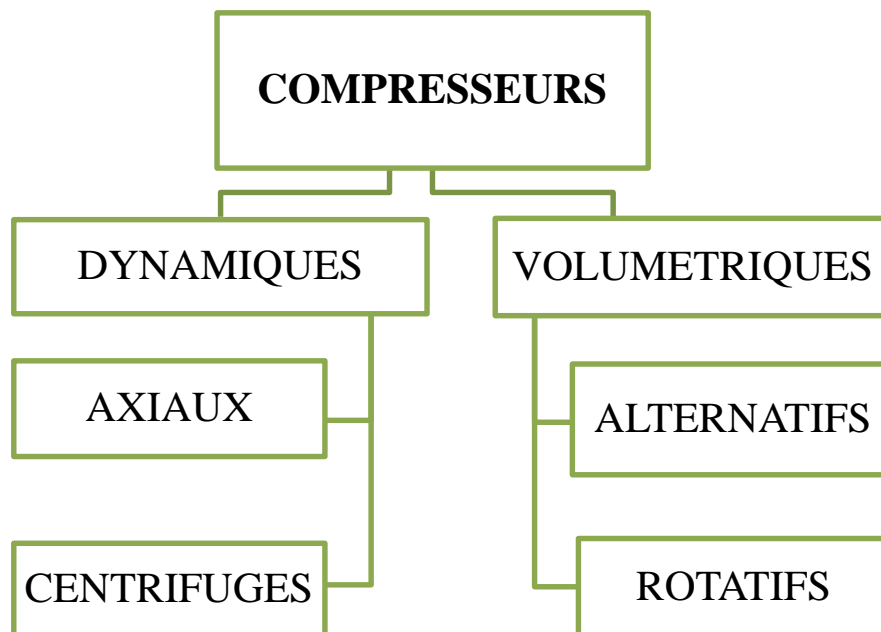 COMPRESSEURS
DYNAMIQUES
VOLUMETRIQUES
AXIAUX
ALTERNATIFS
CENTRIFUGES
ROTATIFS